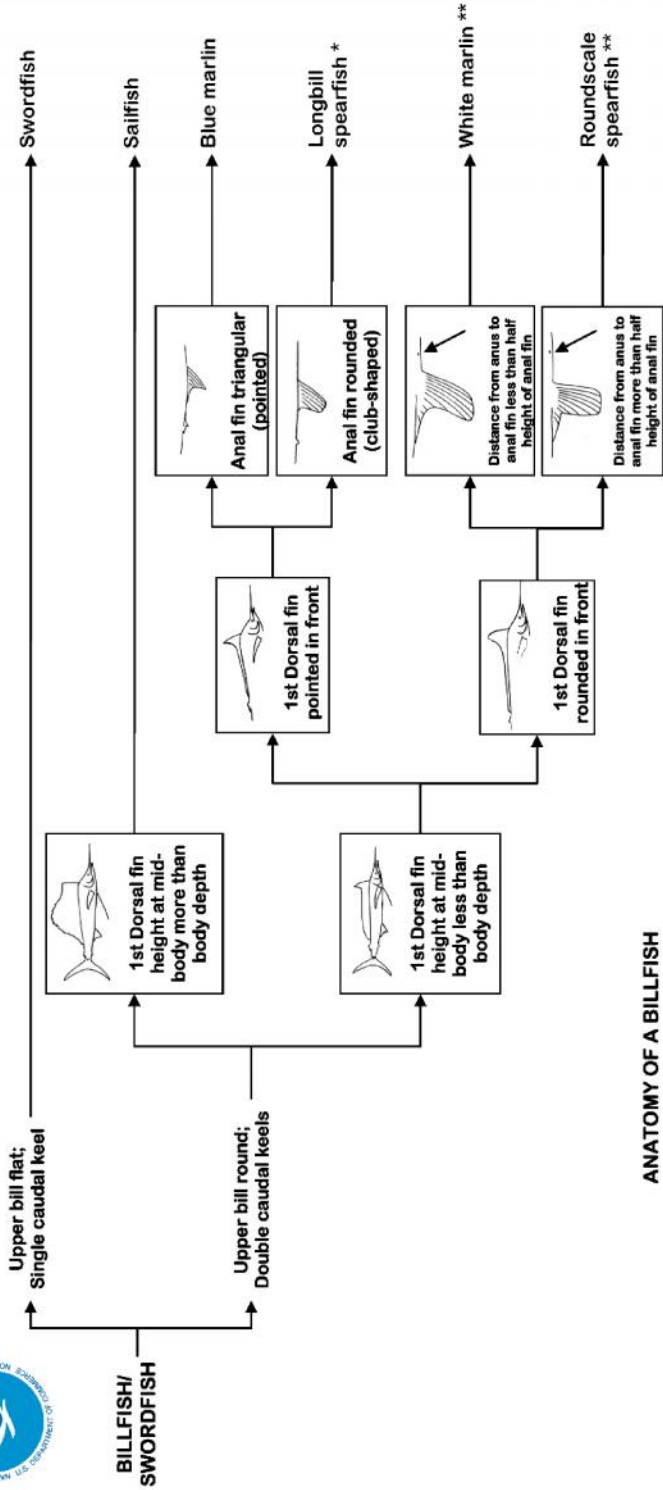 U.S. DEPARTMENT OF COMMERCE
BILLFISH/
SWORDFISH
Upper bill flat;
Single caudal keel
Upper bill round;
Double caudal keels
1st Dorsal fin
height at mid-
body more than
body depth
1st Dorsal fin
height at mid-
body less than
body depth
1st Dorsal fin
pointed in front
1st Dorsal fin
rounded in front
Anal fin triangular
(pointed)
Anal fin rounded
(club-shaped)
Distance from anus to
anal fin less than half
height of anal fin
Distance from anus to
anal fin more than half
height of anal fin
Swordfish
Sailfish
Blue marlin
Longbill
spearfish *
White marlin **
Roundscale
spearfish **
ANATOMY OF A BILLFISH